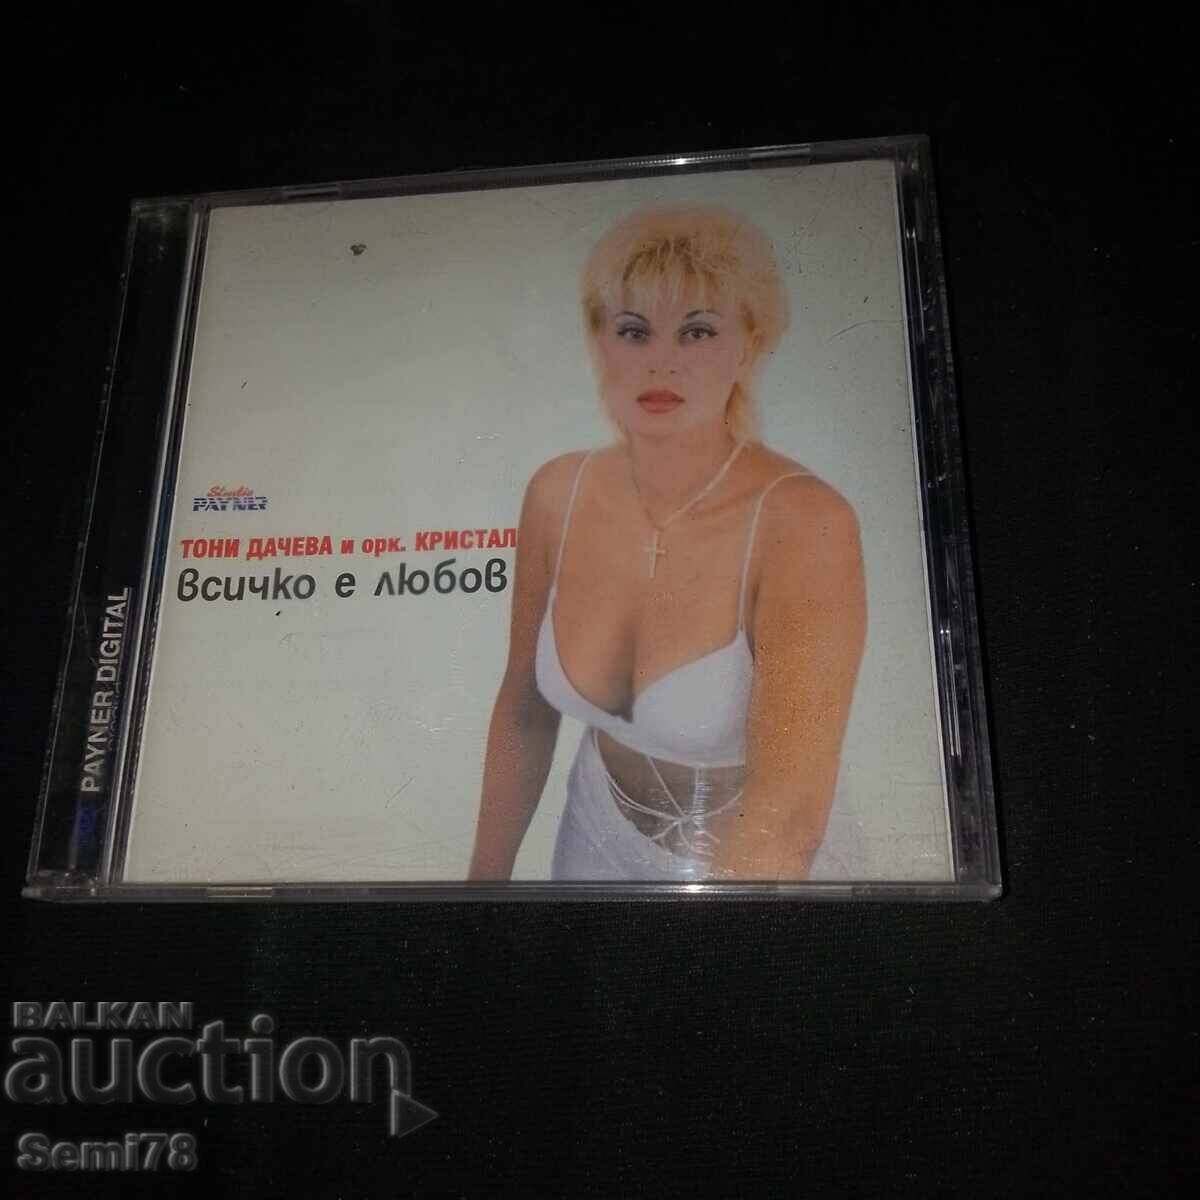 Studio
PAYNER
ТОНИ ДАЧЕВА и орк. КРИСТАЛ
всичко е любов
PAYNER DIGITAL
BALKAN
auction
Semi78